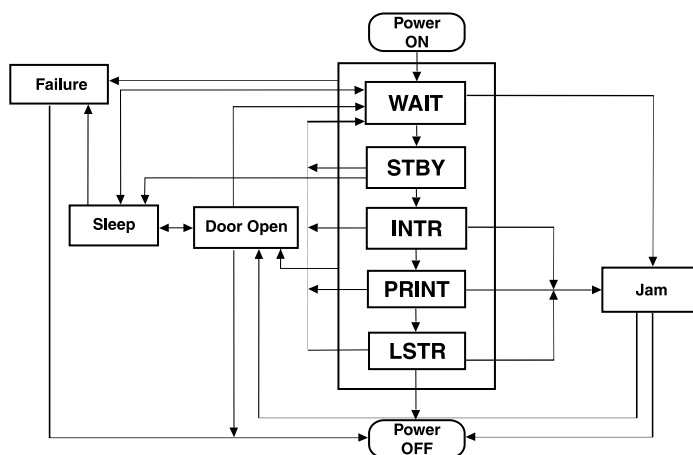 Power
ON
Failure
WAIT
STBY
Sleep
Door Open
INTR
PRINT
Jam
LSTR
Power
OFF